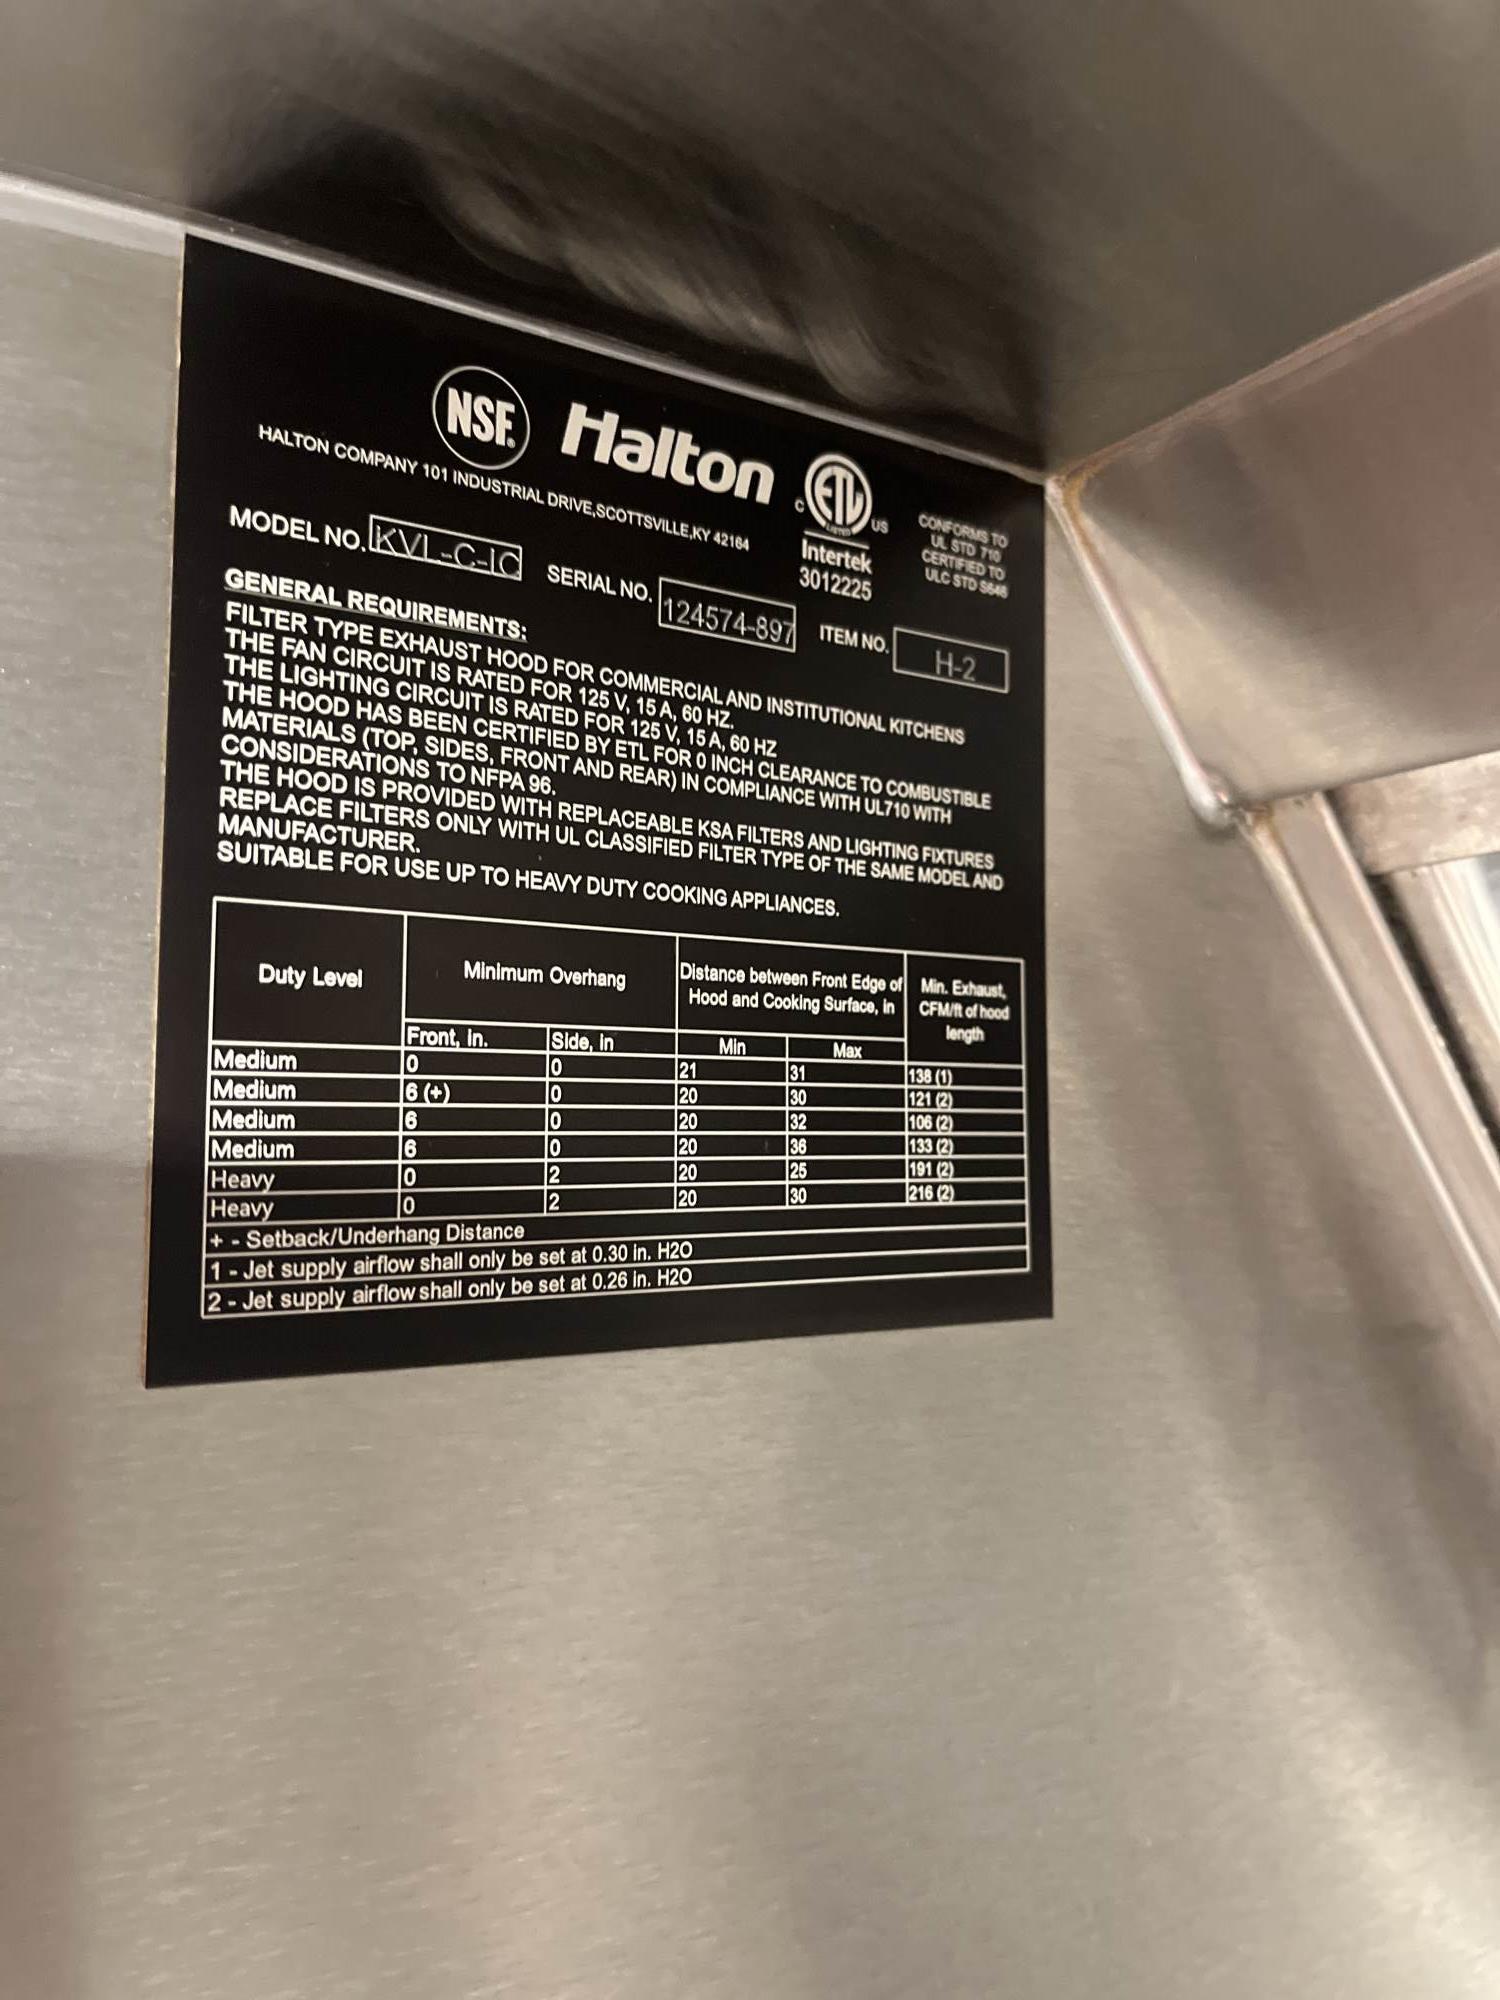 NSF®
Halton
C ETL US
LISTED
Intertek
3012225
CONFORMS TO
UL STD 710
CERTIFIED TO
ULC STD S646
HALTON COMPANY 101 INDUSTRIAL DRIVE,SCOTTSVILLE,KY 42164
MODEL NO. KVL-C-IC SERIAL NO. 124574-897 ITEM NO. H-2
GENERAL REQUIREMENTS:
FILTER TYPE EXHAUST HOOD FOR COMMERCIAL AND INSTITUTIONAL KITCHENS
THE FAN CIRCUIT IS RATED FOR 125 V, 15 A, 60 HZ.
THE LIGHTING CIRCUIT IS RATED FOR 125 V, 15 A, 60 HZ
THE HOOD HAS BEEN CERTIFIED BY ETL FOR 0 INCH CLEARANCE TO COMBUSTIBLE
MATERIALS (TOP, SIDES, FRONT AND REAR) IN COMPLIANCE WITH UL710 WITH
CONSIDERATIONS TO NFPA 96.
THE HOOD IS PROVIDED WITH REPLACEABLE KSA FILTERS AND LIGHTING FIXTURES
REPLACE FILTERS ONLY WITH UL CLASSIFIED FILTER TYPE OF THE SAME MODEL AND
MANUFACTURER.
SUITABLE FOR USE UP TO HEAVY DUTY COOKING APPLIANCES.
Duty Level
Minimum Overhang
Distance between Front Edge of
Hood and Cooking Surface, in
Min. Exhaust,
CFM/ft of hood
length
Front, in. Side, in Min Max
Medium 0 0 21 31 138 (1)
Medium 6 (+) 0 20 30 121 (2)
Medium 6 0 20 32 106 (2)
Medium 6 0 20 36 133 (2)
Heavy 0 2 20 25 191 (2)
Heavy 0 2 20 30 216 (2)
+ - Setback/Underhang Distance
1 - Jet supply airflow shall only be set at 0.30 in. H2O
2 - Jet supply airflow shall only be set at 0.26 in. H2O